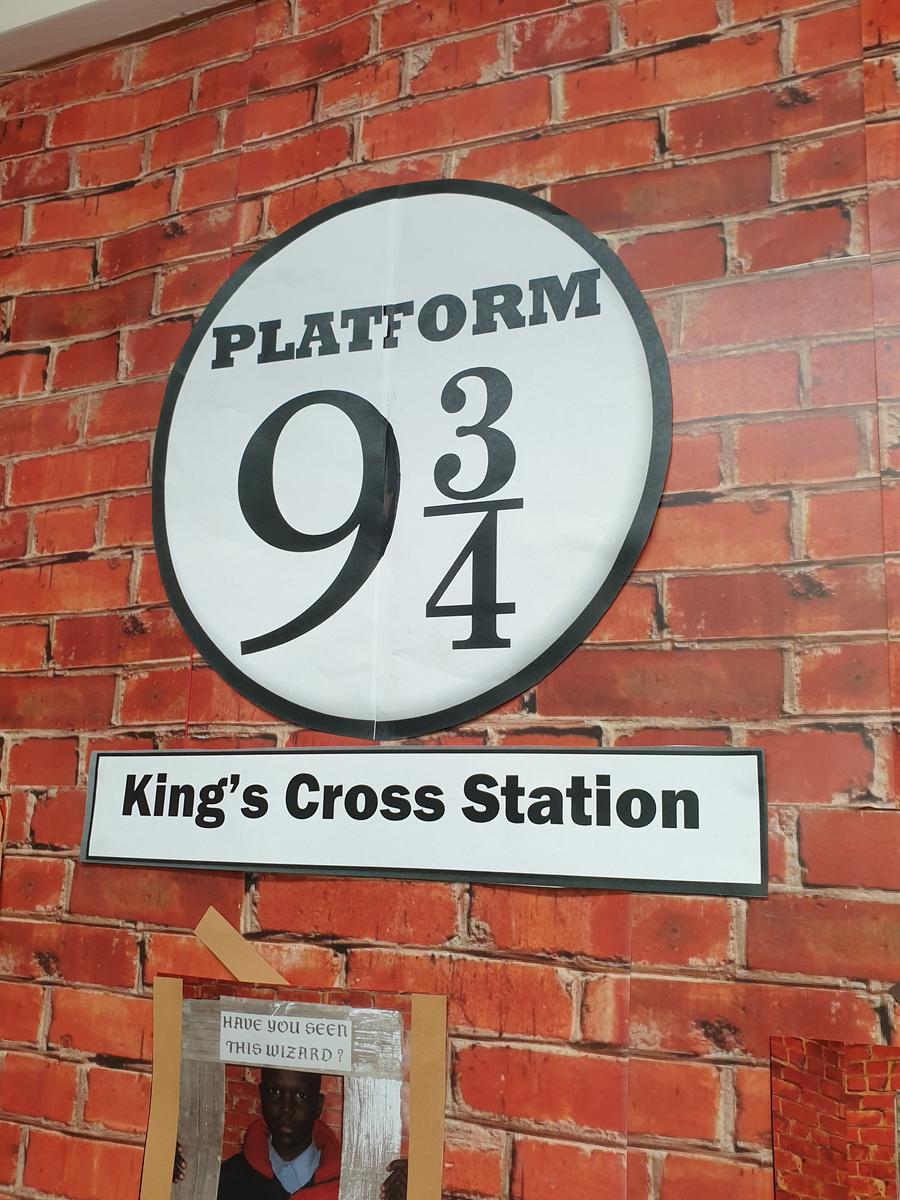 PLATFORM
9 3/4
King's Cross Station
HAVE YOU SEEN
THIS WIZARD ?